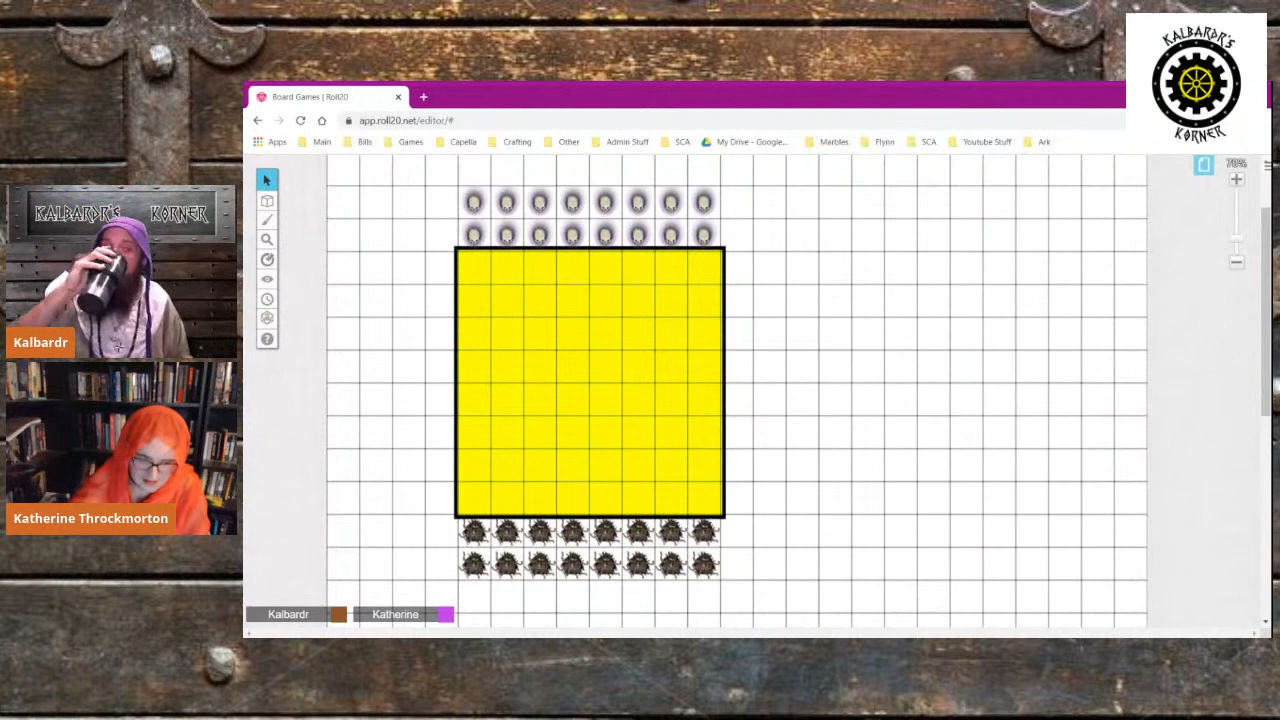 KALBARDR'S
KORNER
Board Games | Roll20
app.roll20.net/editor/#
Apps Main Bills Games Capella Crafting Other Admin Stuff SCA My Drive - Google... Marbles Flynn SCA Youtube Stuff Ark
70%
KALBARDR'S KORNER
Kalbardr
Katherine Throckmorton
Kalbardr Katherine